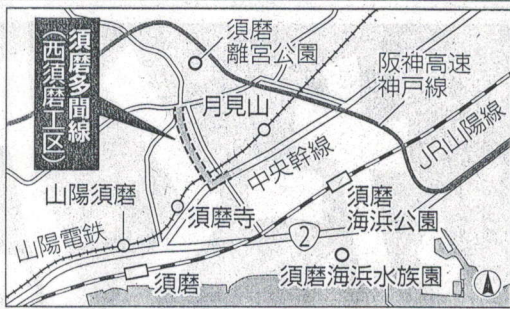 須磨多聞線
(西須磨工区)
須磨
離宮公園
月見山
阪神高速
神戸線
JR山陽線
中央幹線
山陽須磨
須磨寺
山陽電鉄
須磨
海浜公園
2
須磨
須磨海浜水族園